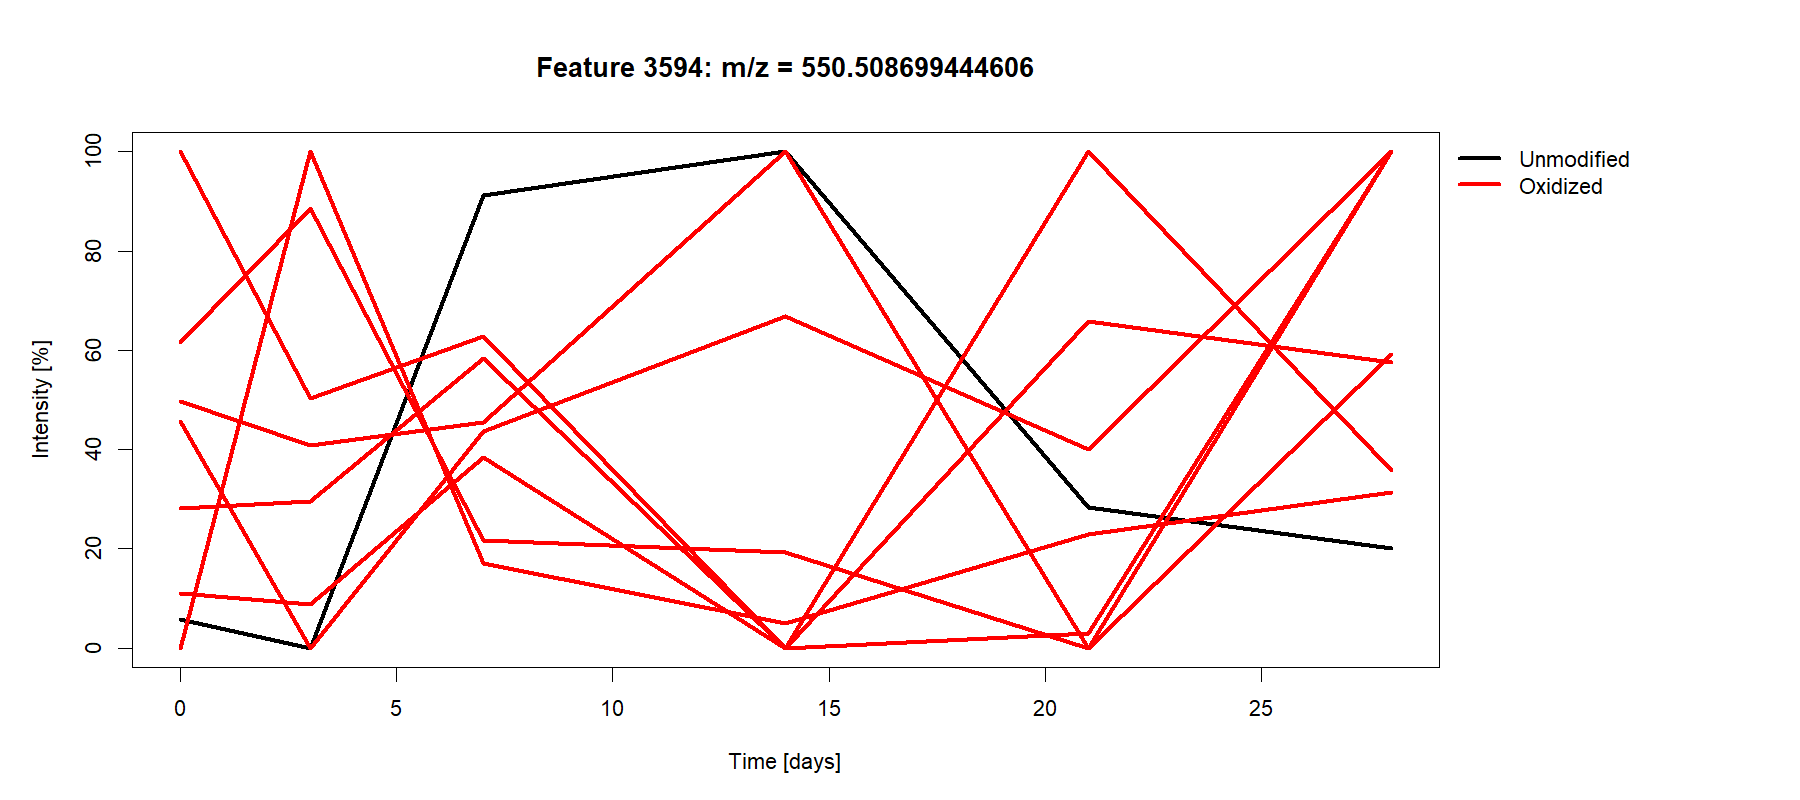 Feature 3594: m/z = 550.508699444606
100
80
60
40
20
0
Intensity [%]
0 5 10 15 20 25
Time [days]
Unmodified
Oxidized